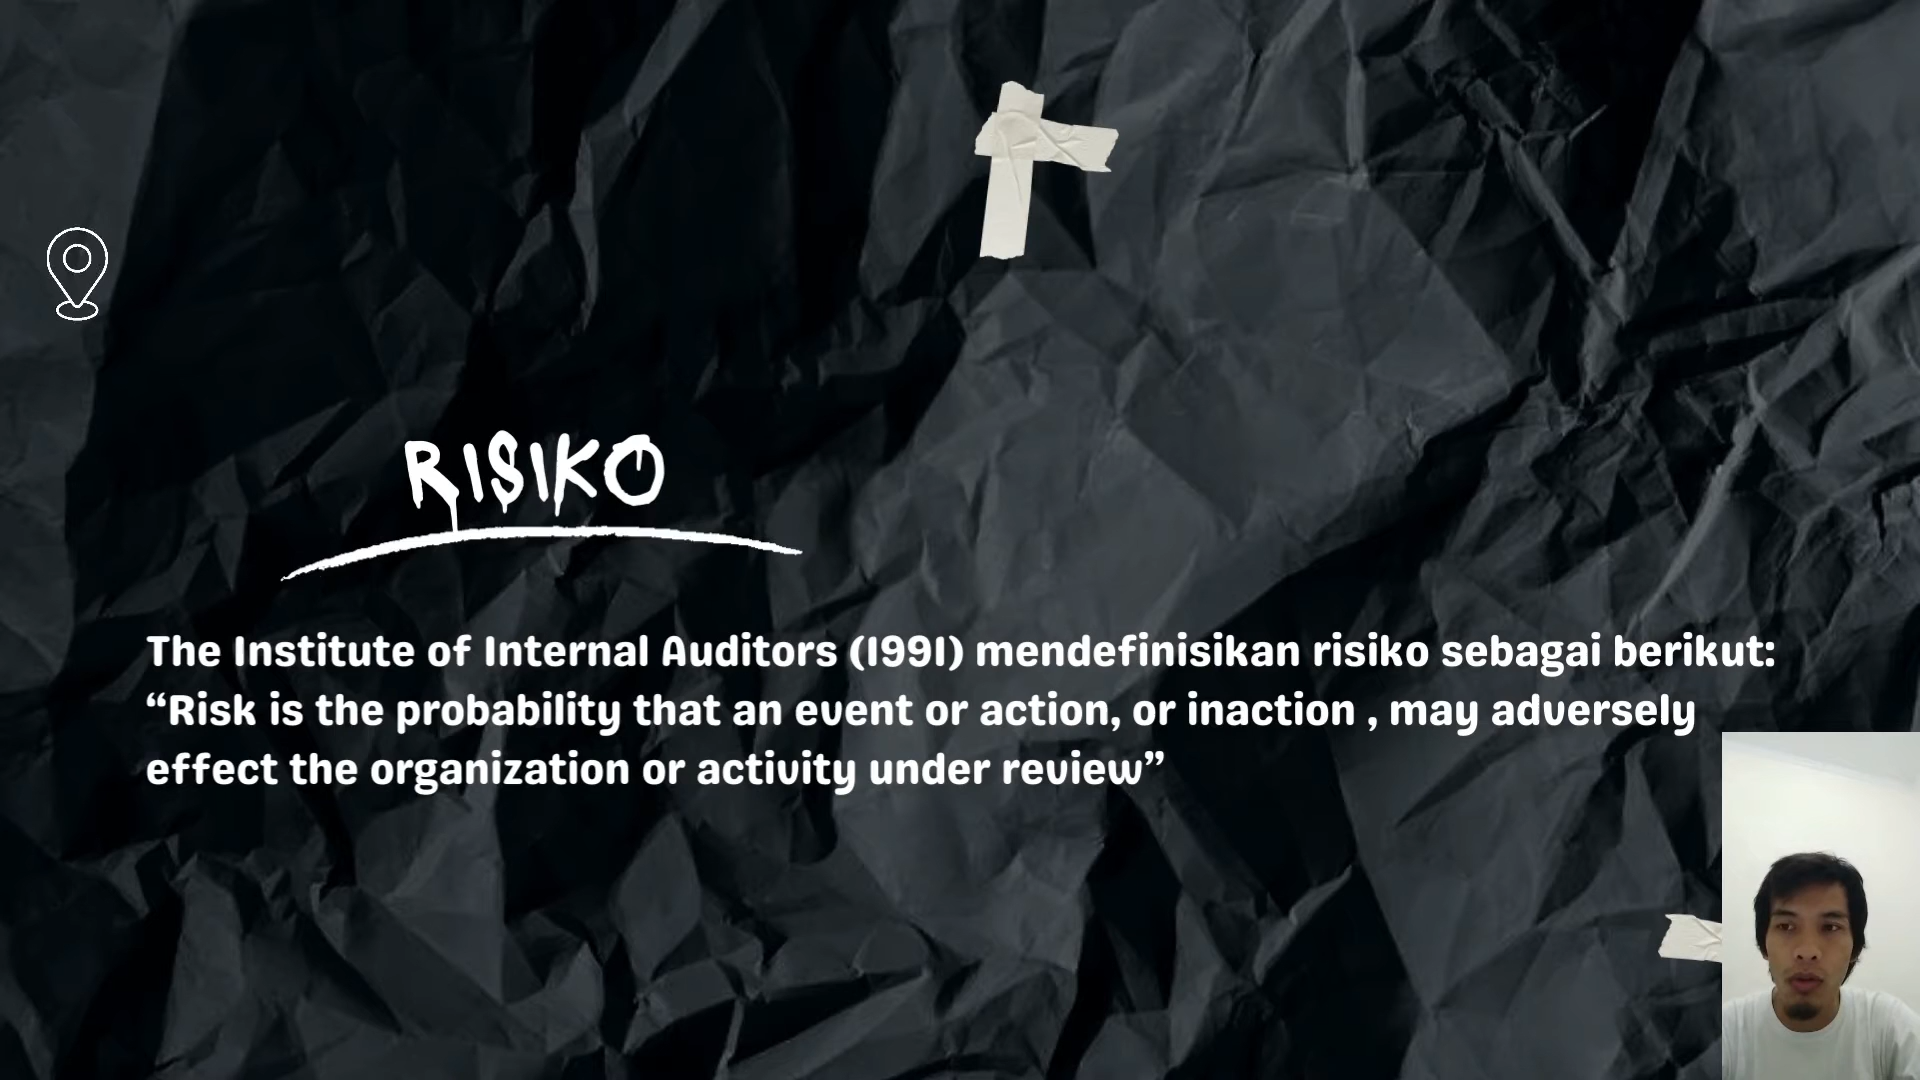 RISIKO
The Institute of Internal Auditors (1991) mendefinisikan risiko sebagai berikut:
“Risk is the probability that an event or action, or inaction , may adversely
effect the organization or activity under review”